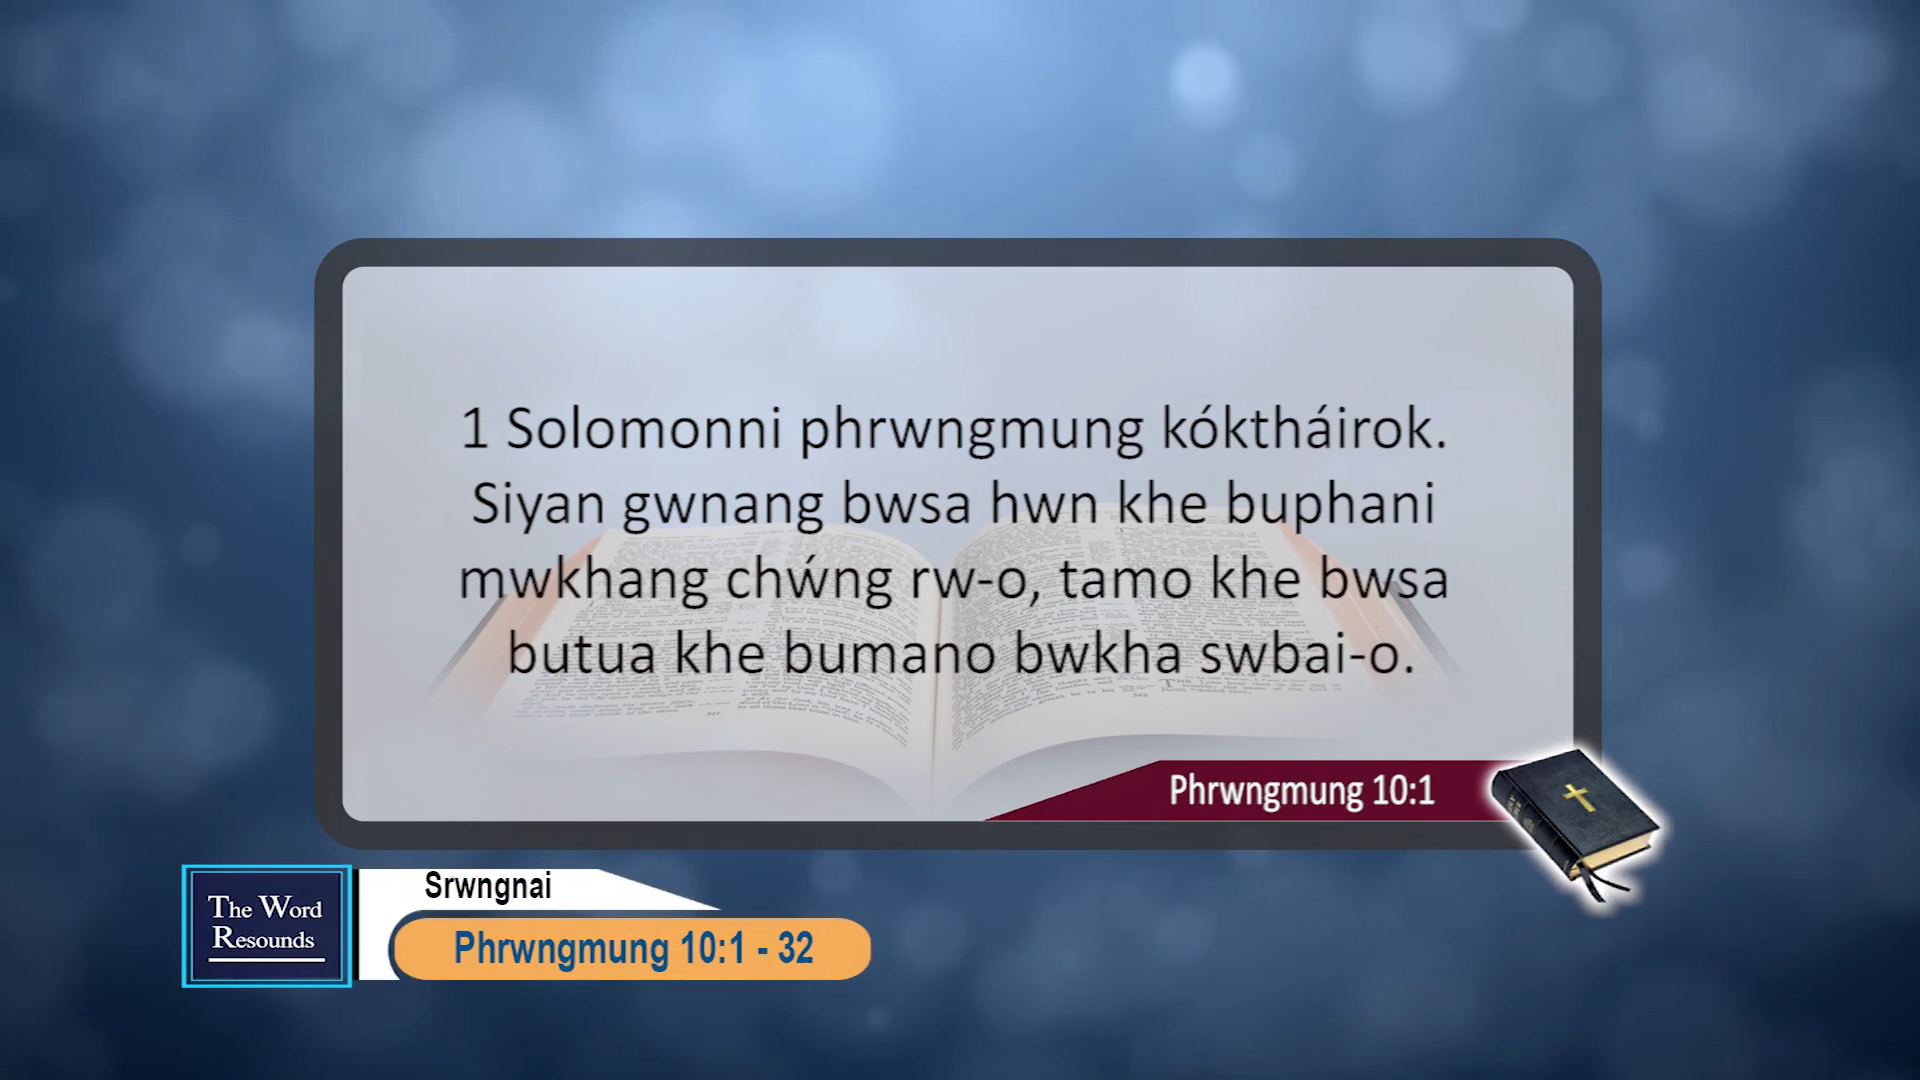 1 Solomonni phrwngmung kóktháirok.
Siyan gwnang bwsa hwn khe buphani
mwkhang chẃng rw-o, tamo khe bwsa
butua khe bumano bwkha swbai-o.
Phrwngmung 10:1
The Word
Resounds
Srwngnai
Phrwngmung 10:1 - 32